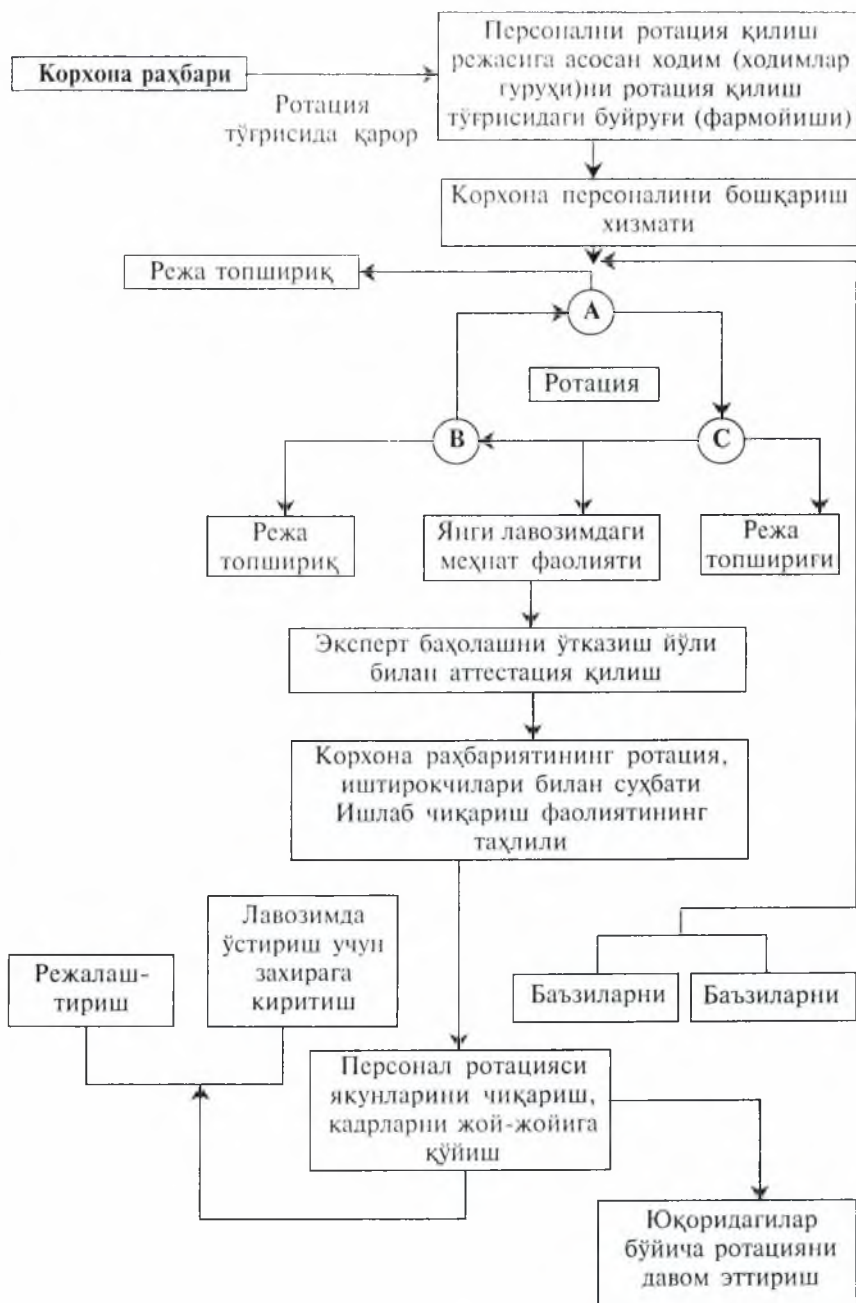 Корхона раҳбари
Ротация
тўғрисида қарор
Персонални ротация қилиш
режасига асосан ходим (ходимлар
гуруҳи)ни ротация қилиш
тўғрисидаги буйруғи (фармойиши)
Корхона персоналини бошқариш
хизмати
Режа топшириқ
A
Ротация
B
C
Режа
топшириқ
Янги лавозимдаги
меҳнат фаолияти
Режа
топшириғи
Эксперт баҳолашни ўтказиш йўли
билан аттестация қилиш
Корхона раҳбариятининг ротация,
иштирокчилари билан суҳбати
Ишлаб чиқариш фаолиятининг
таҳлили
Режалаш-
тириш
Лавозимда
ўстириш учун
захирага
киритиш
Баъзиларни
Баъзиларни
Персонал ротацияси
якунларини чиқариш,
кадрларни жой-жойига
қўйиш
Юқоридагилар
бўйича ротацияни
давом эттириш